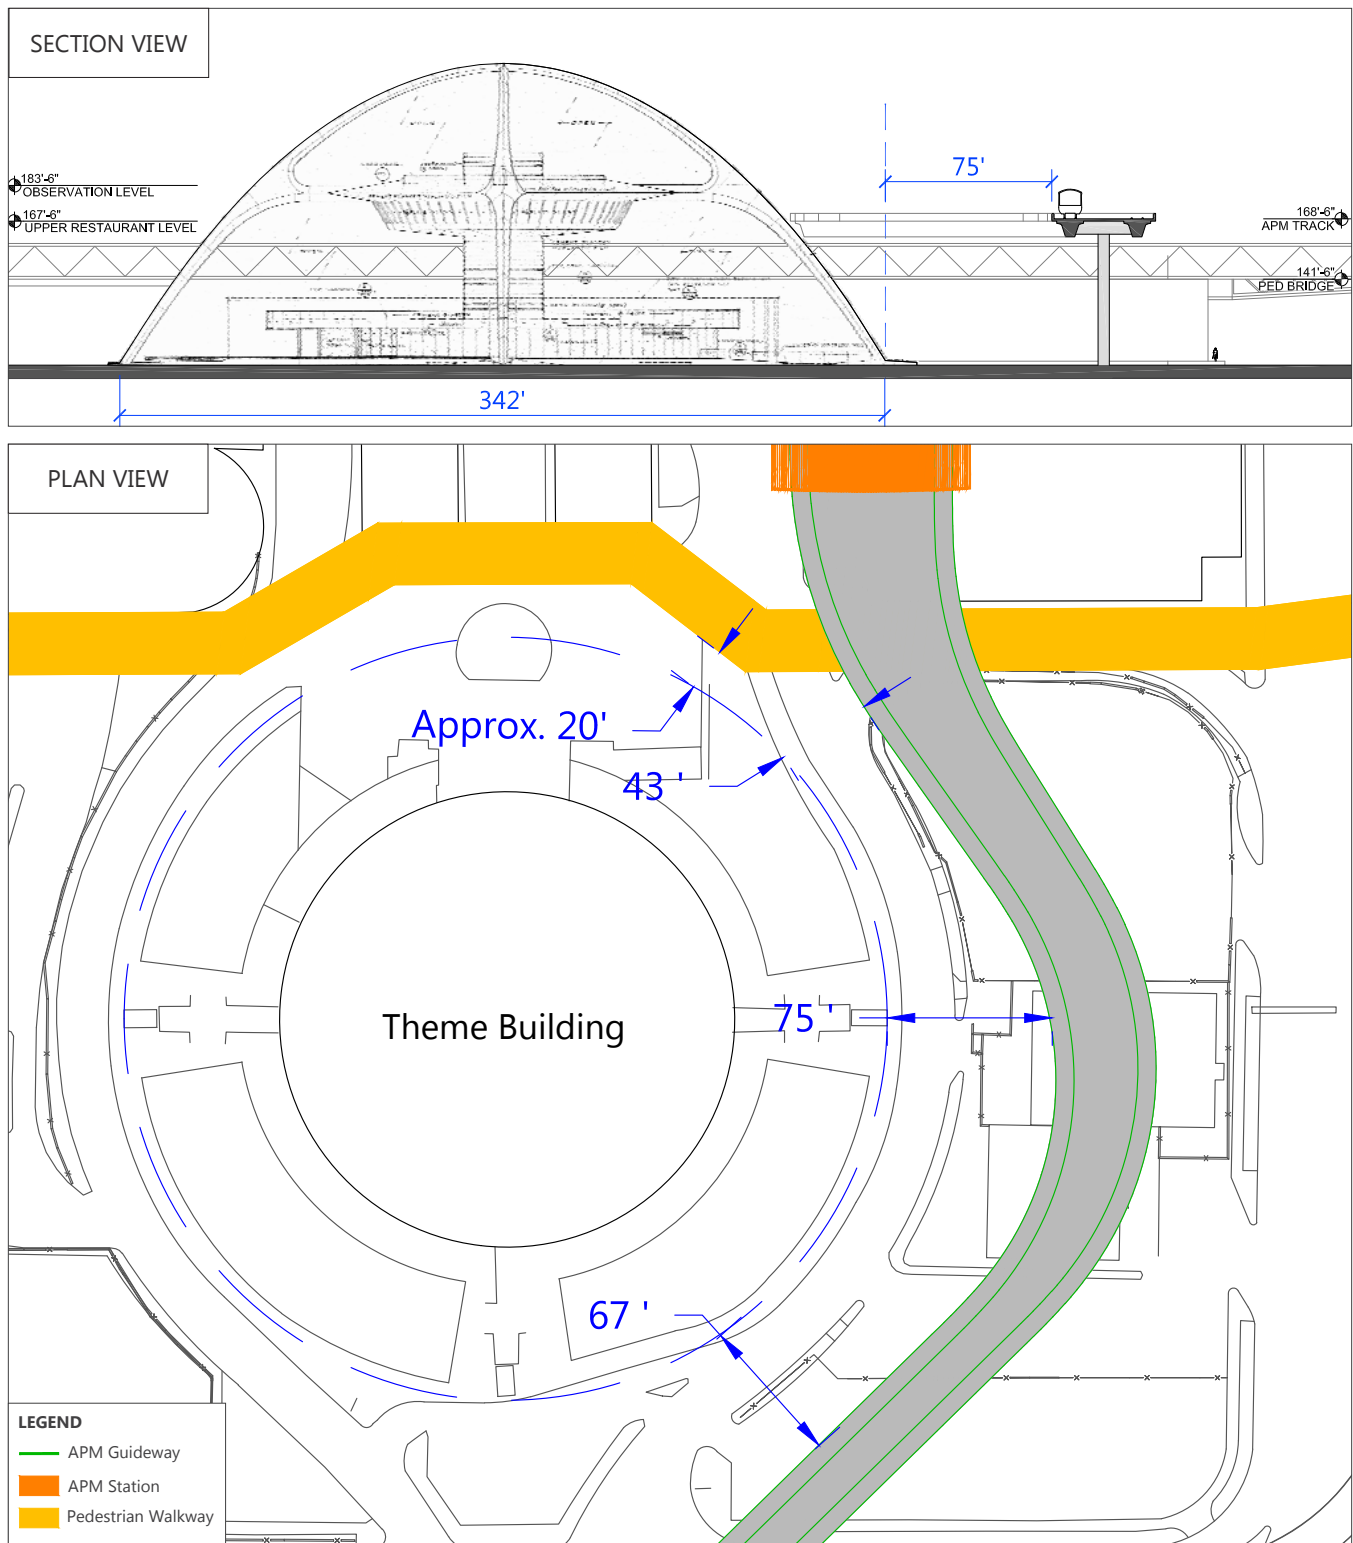 SECTION VIEW
75'
183'-6"
OBSERVATION LEVEL
167'-6"
UPPER RESTAURANT LEVEL
168'-6"
APM TRACK
141'-6"
PED BRIDGE
342'
PLAN VIEW
Approx. 20'
43 '
75 '
Theme Building
67 '
LEGEND
APM Guideway
APM Station
Pedestrian Walkway